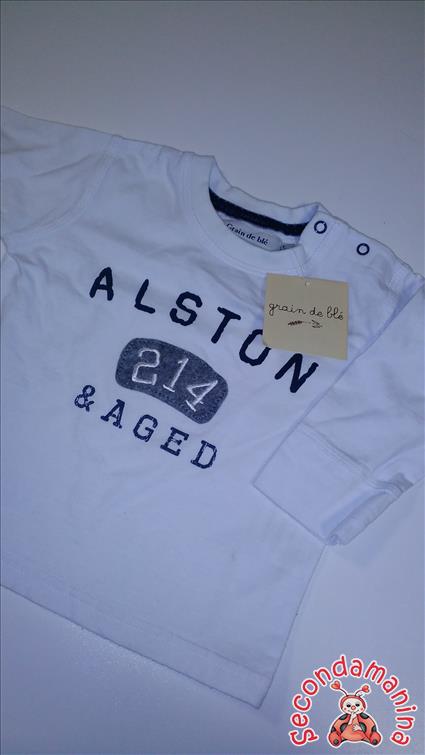 Grain de blé
grain de blé
ALSTON
214
& AGED
Secondamanina